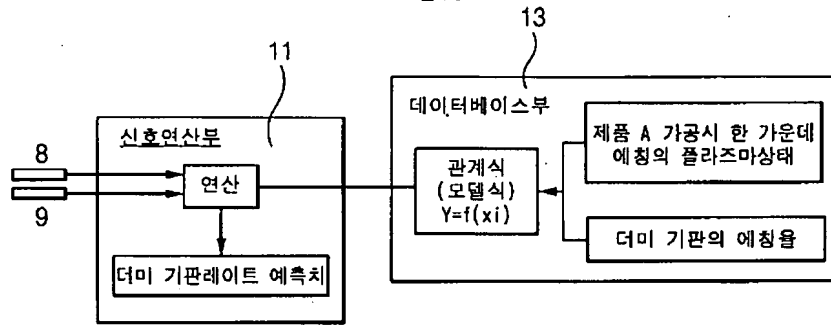 13
11
데이터베이스부
신호연산부
제품 A 가공시 한 가운데
에칭의 플라즈마상태
8
연산
관계식
(모델식)
Y=f(xi)
9
더미 기판의 에칭율
더미 기판레이트 예측치